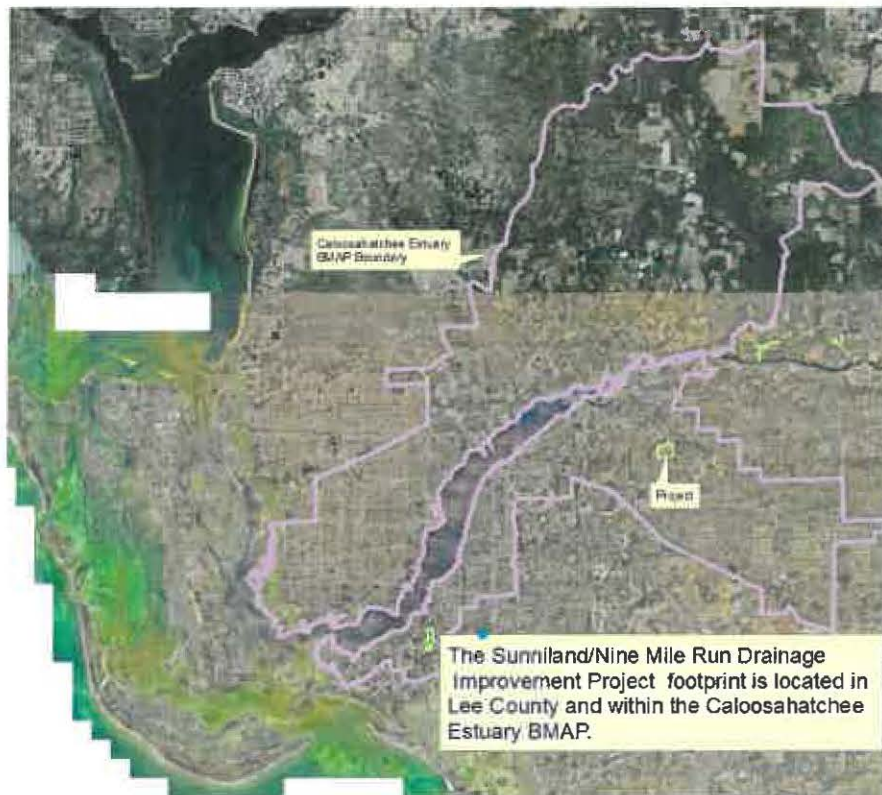 Caloosahatchee Estuary
BMAP Boundary
Project
The Sunniland/Nine Mile Run Drainage
Improvement Project footprint is located in
Lee County and within the Caloosahatchee
Estuary BMAP.